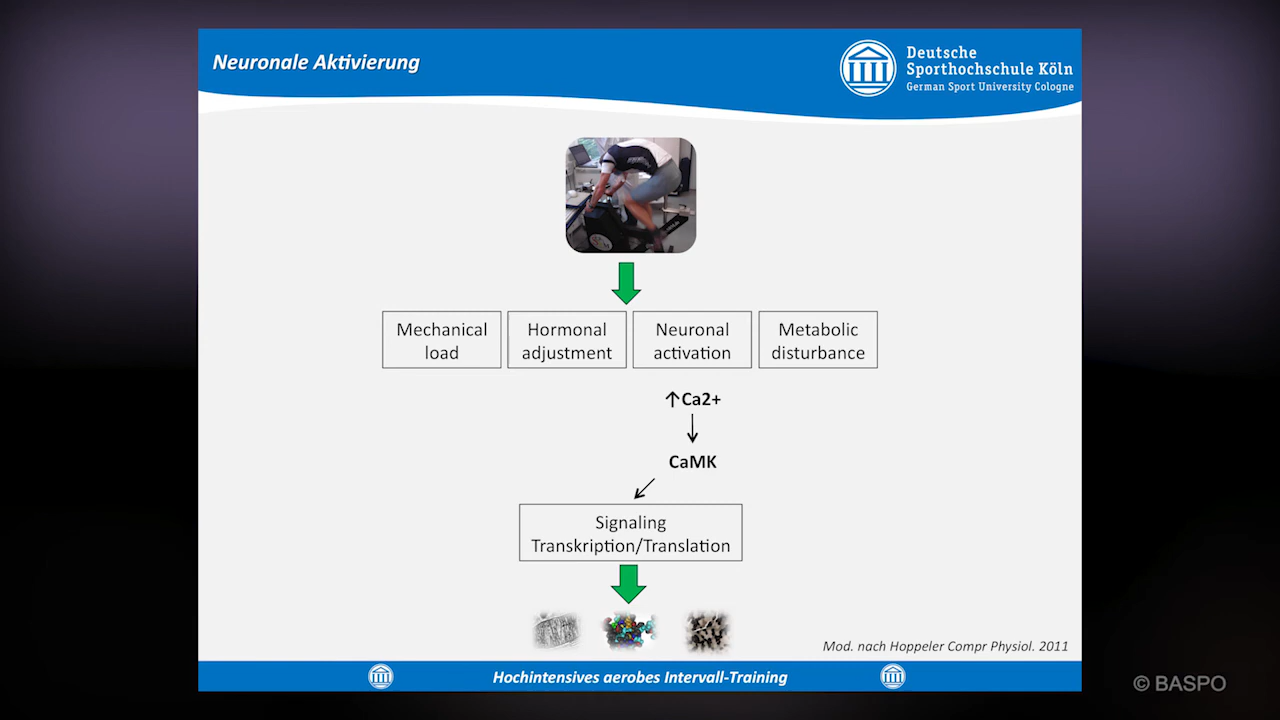 Neuronale Aktivierung
Deutsche
Sporthochschule Köln
German Sport University Cologne
Mechanical
load
Hormonal
adjustment
Neuronal
activation
Metabolic
disturbance
↑Ca2+
CaMK
Signaling
Transkription/Translation
Mod. nach Hoppeler Compr Physiol. 2011
Hochintensives aerobes Intervall-Training
© BASPO